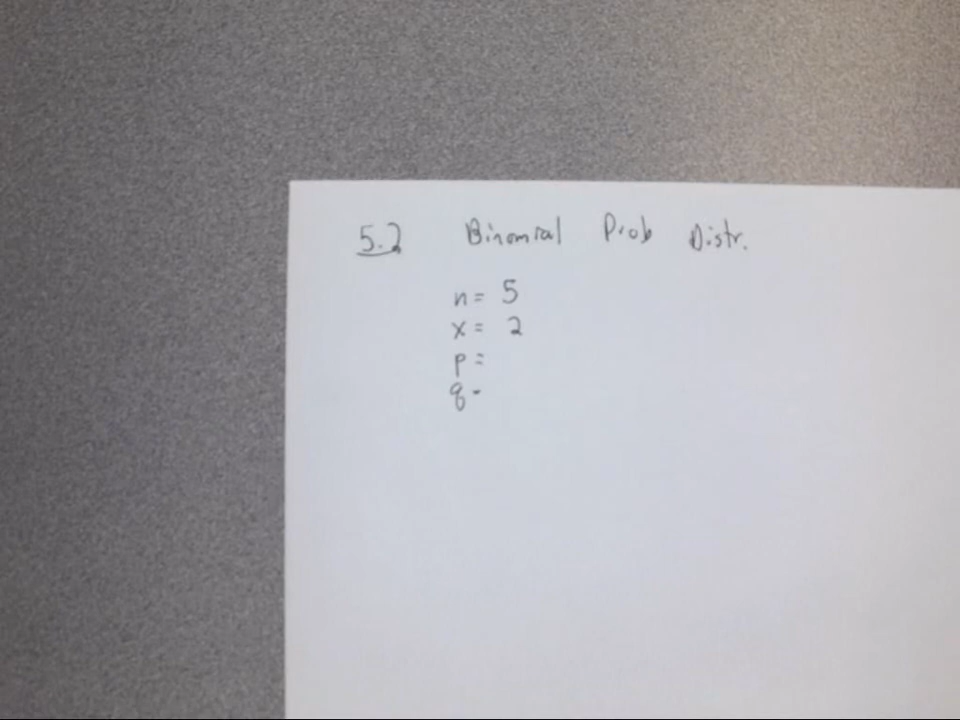 5.2 Binomial Prob Distr.
n = 5
x = 2
p =
q -